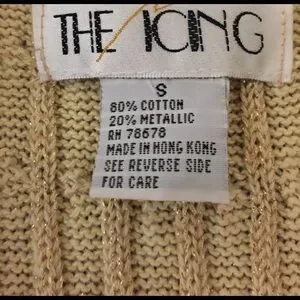 THE ICING
S
80% COTTON
20% METALLIC
RN 78678
MADE IN HONG KONG
SEE REVERSE SIDE
FOR CARE